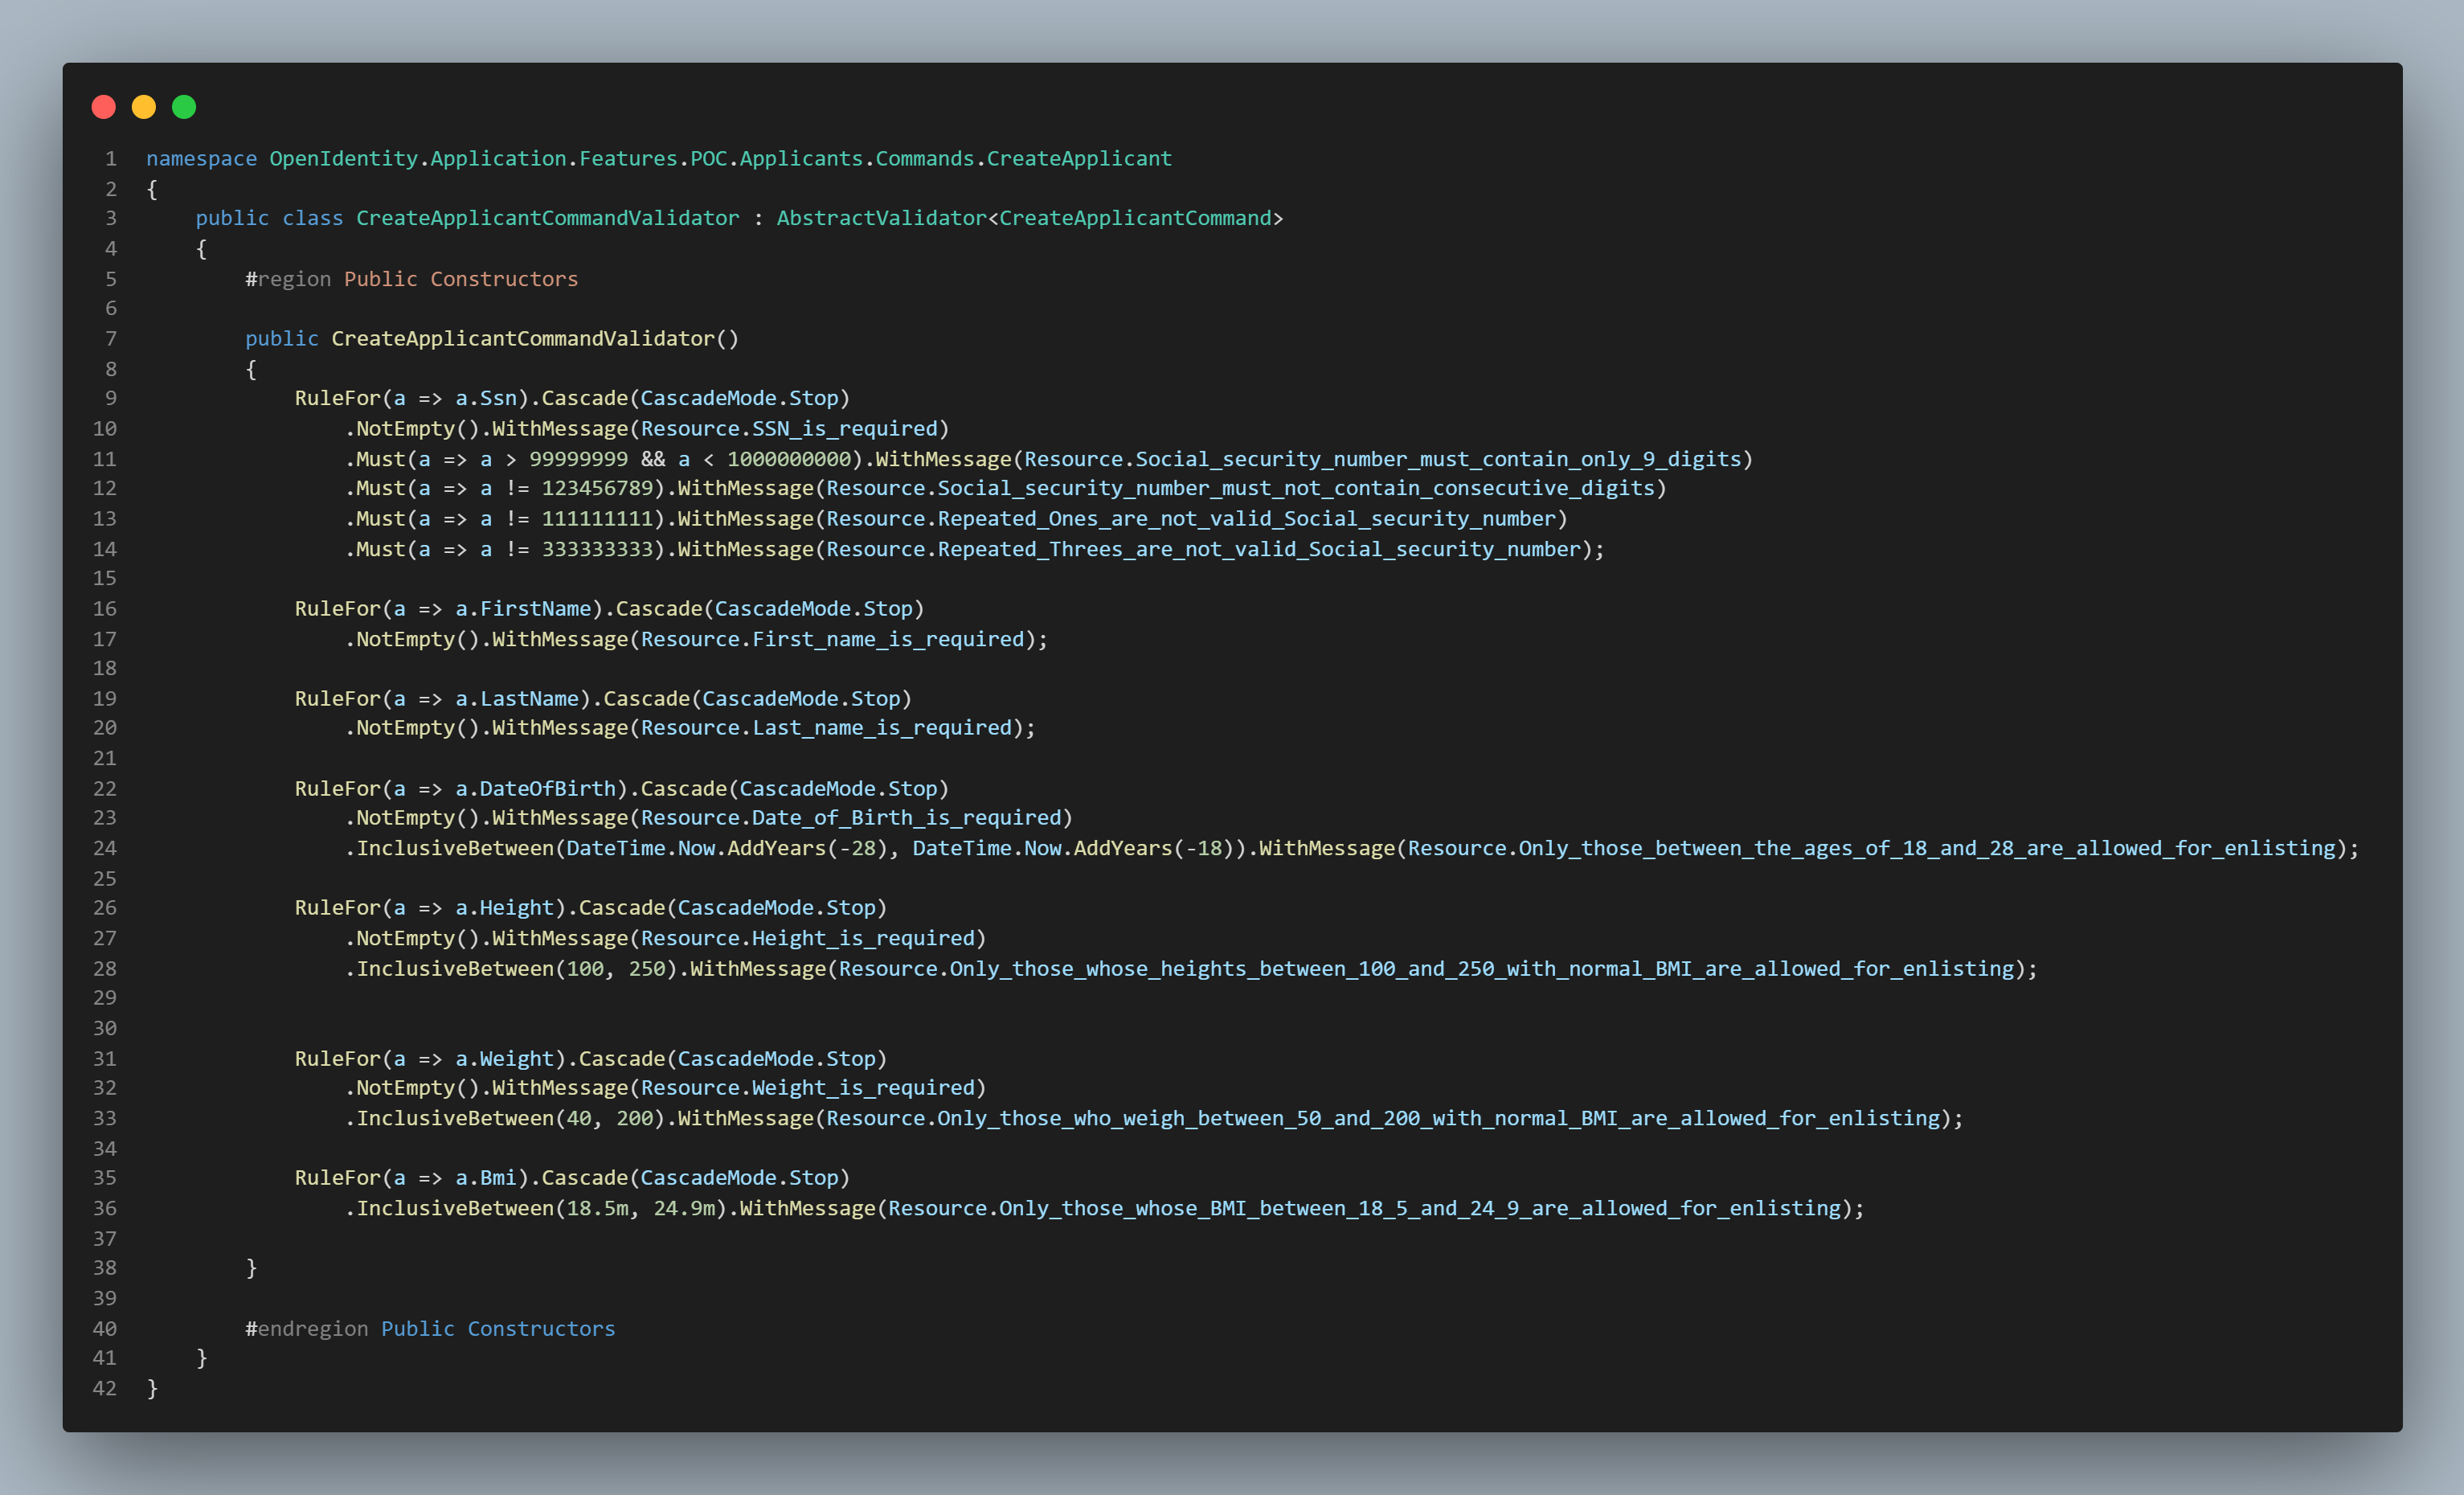 1 namespace OpenIdentity.Application.Features.POC.Applicants.Commands.CreateApplicant
2 {
3     public class CreateApplicantCommandValidator : AbstractValidator<CreateApplicantCommand>
4     {
5         #region Public Constructors
6
7         public CreateApplicantCommandValidator()
8         {
9             RuleFor(a => a.Ssn).Cascade(CascadeMode.Stop)
10                 .NotEmpty().WithMessage(Resource.SSN_is_required)
11                 .Must(a => a > 99999999 && a < 1000000000).WithMessage(Resource.Social_security_number_must_contain_only_9_digits)
12                 .Must(a => a != 123456789).WithMessage(Resource.Social_security_number_must_not_contain_consecutive_digits)
13                 .Must(a => a != 111111111).WithMessage(Resource.Repeated_Ones_are_not_valid_Social_security_number)
14                 .Must(a => a != 333333333).WithMessage(Resource.Repeated_Threes_are_not_valid_Social_security_number);
15
16             RuleFor(a => a.FirstName).Cascade(CascadeMode.Stop)
17                 .NotEmpty().WithMessage(Resource.First_name_is_required);
18
19             RuleFor(a => a.LastName).Cascade(CascadeMode.Stop)
20                 .NotEmpty().WithMessage(Resource.Last_name_is_required);
21
22             RuleFor(a => a.DateOfBirth).Cascade(CascadeMode.Stop)
23                 .NotEmpty().WithMessage(Resource.Date_of_Birth_is_required)
24                 .InclusiveBetween(DateTime.Now.AddYears(-28), DateTime.Now.AddYears(-18)).WithMessage(Resource.Only_those_between_the_ages_of_18_and_28_are_allowed_for_enlisting);
25
26             RuleFor(a => a.Height).Cascade(CascadeMode.Stop)
27                 .NotEmpty().WithMessage(Resource.Height_is_required)
28                 .InclusiveBetween(100, 250).WithMessage(Resource.Only_those_whose_heights_between_100_and_250_with_normal_BMI_are_allowed_for_enlisting);
29
30
31             RuleFor(a => a.Weight).Cascade(CascadeMode.Stop)
32                 .NotEmpty().WithMessage(Resource.Weight_is_required)
33                 .InclusiveBetween(40, 200).WithMessage(Resource.Only_those_who_weigh_between_50_and_200_with_normal_BMI_are_allowed_for_enlisting);
34
35             RuleFor(a => a.Bmi).Cascade(CascadeMode.Stop)
36                 .InclusiveBetween(18.5m, 24.9m).WithMessage(Resource.Only_those_whose_BMI_between_18_5_and_24_9_are_allowed_for_enlisting);
37
38         }
39
40         #endregion Public Constructors
41     }
42 }